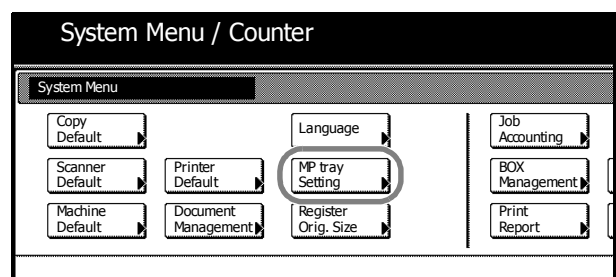 System Menu / Counter
System Menu
Copy
Default
Language
Job
Accounting
Scanner
Default
Printer
Default
MP tray
Setting
BOX
Management
Machine
Default
Document
Management
Register
Orig. Size
Print
Report